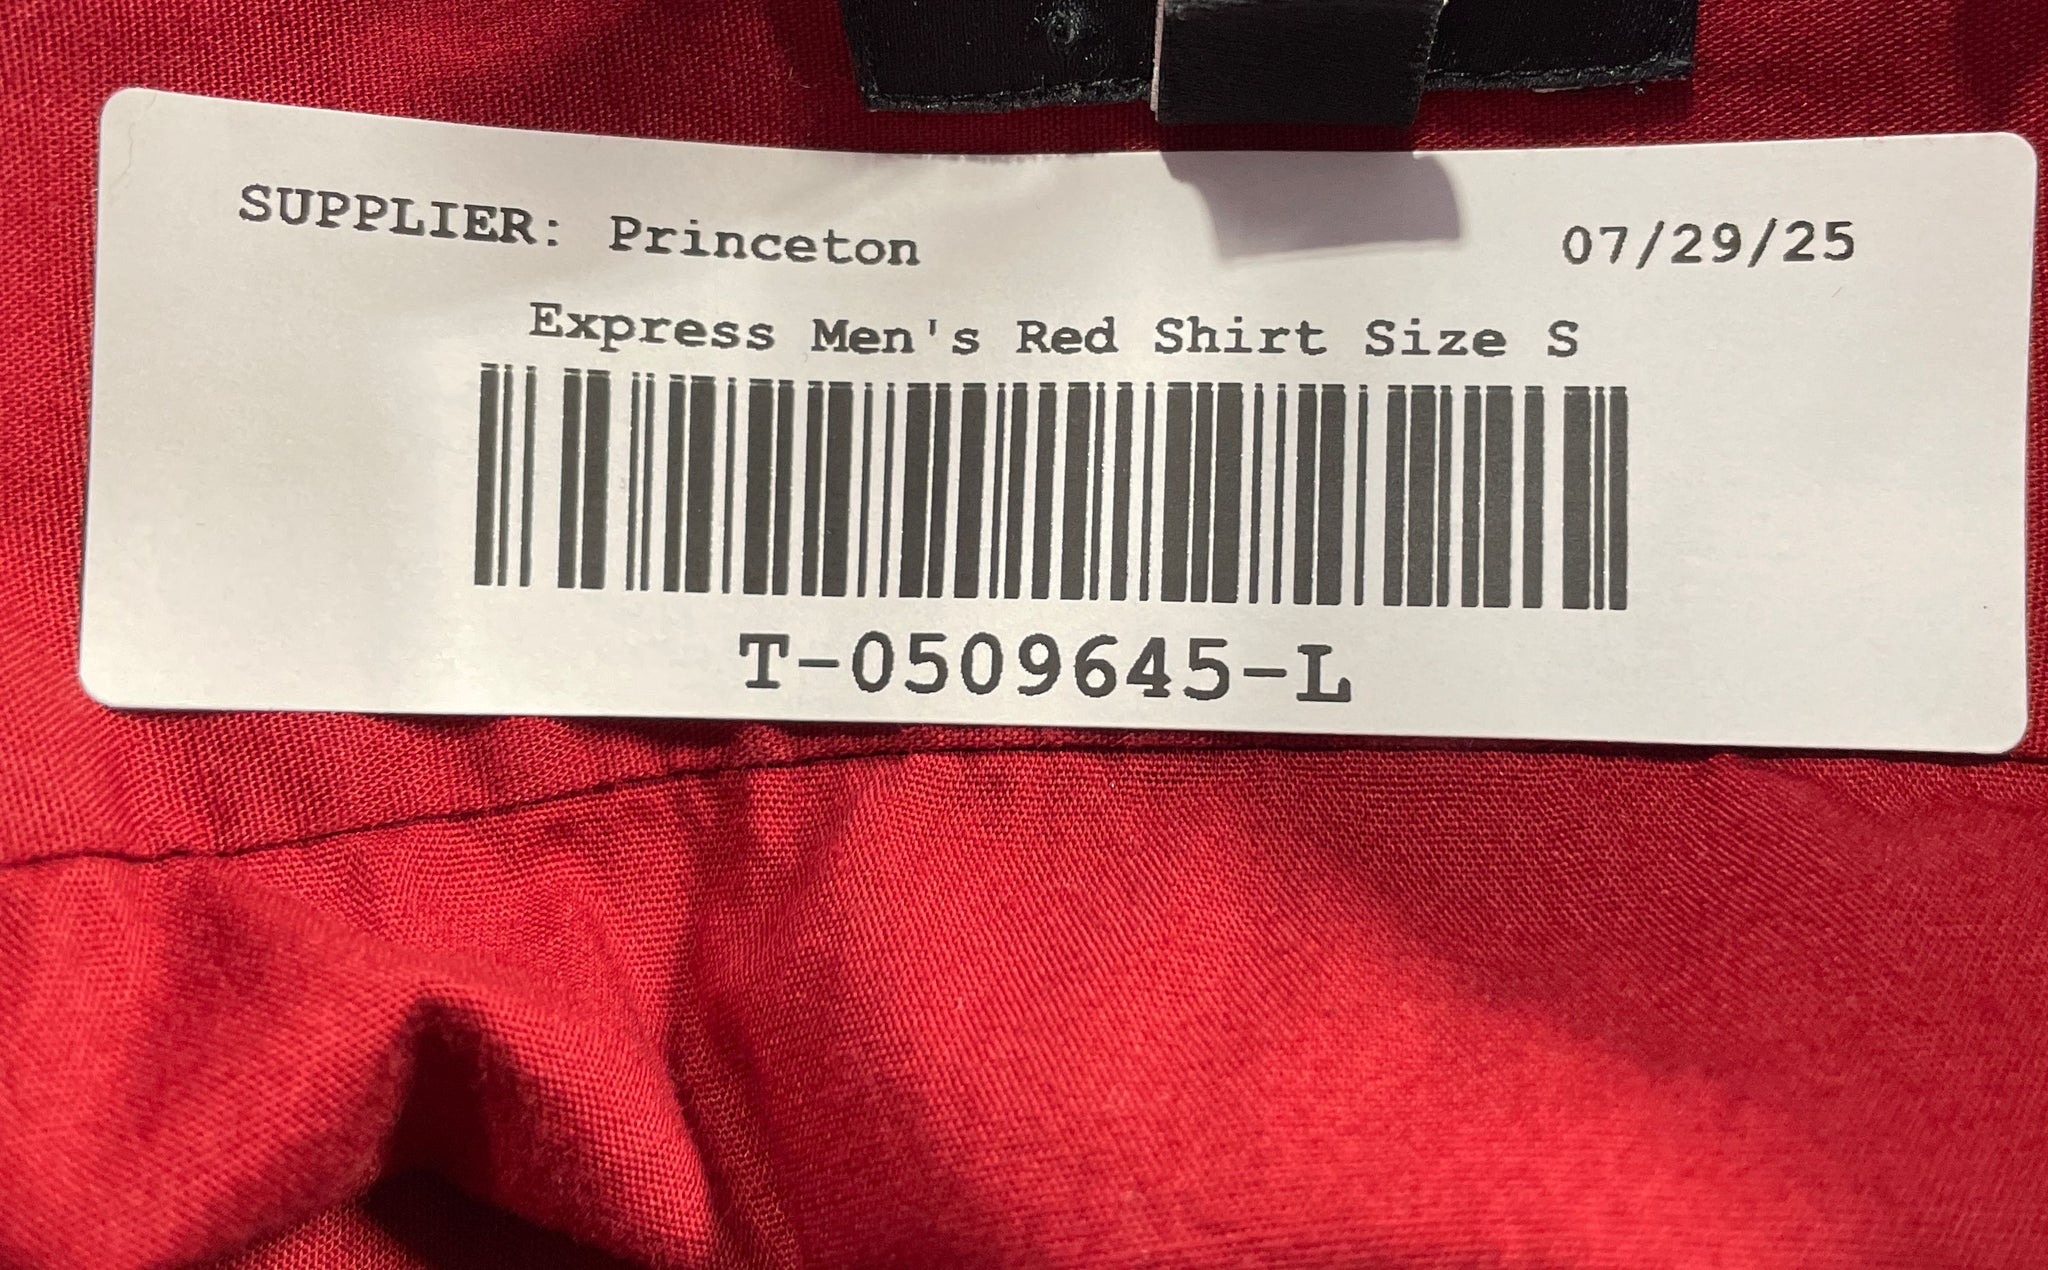 SUPPLIER: Princeton 07/29/25
Express Men's Red Shirt Size S
T-0509645-L